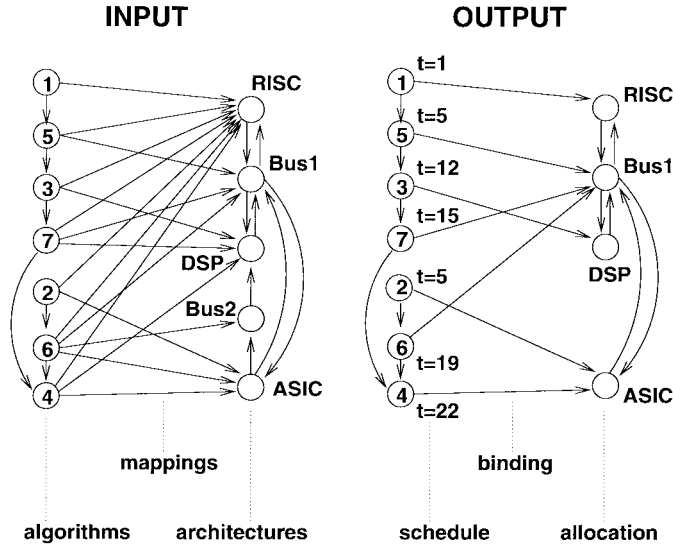 INPUT
OUTPUT
RISC
Bus1
DSP
Bus2
ASIC
1
5
3
7
2
6
4
mappings
algorithms
architectures
t=1
1
t=5
5
t=12
3
t=15
7
t=5
2
6
t=19
4
t=22
RISC
Bus1
DSP
ASIC
binding
schedule
allocation